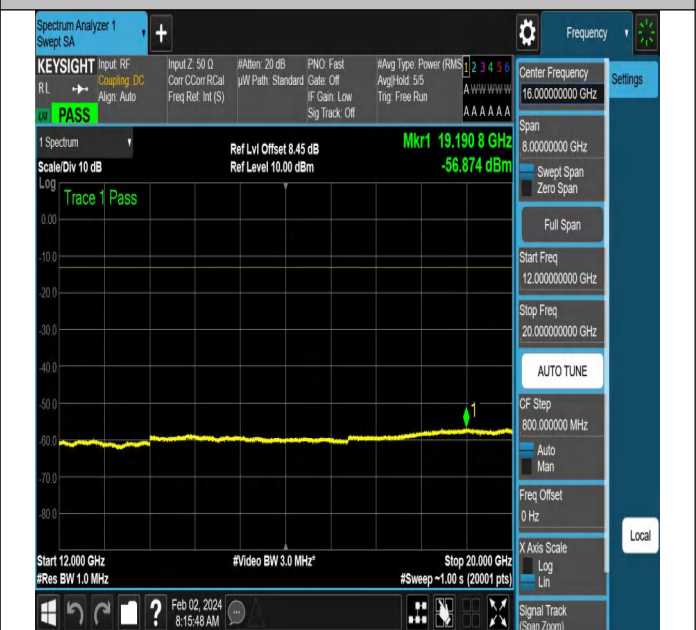 Spectrum Analyzer 1
Swept SA
+
Frequency
KEYSIGHT
RL
LXI PASS
Input: RF
Coupling: DC
Align: Auto
Input Z: 50 Ω
Corr CCorr RCal
Freq Ref: Int (S)
#Atten: 20 dB
µW Path: Standard
PNO: Fast
Gate: Off
IF Gain: Low
Sig Track: Off
#Avg Type: Power (RMS
Avg|Hold: 5/5
Trig: Free Run
1 2 3 4 5 6
A W W W W W
A A A A A A
1 Spectrum
Scale/Div 10 dB
Ref Lvl Offset 8.45 dB
Ref Level 10.00 dBm
Mkr1 19.190 8 GHz
-56.874 dBm
Log
Trace 1 Pass
0.00
-10.0
-20.0
-30.0
-40.0
-50.0
-60.0
-70.0
-80.0
1
Start 12.000 GHz
#Res BW 1.0 MHz
#Video BW 3.0 MHz*
Stop 20.000 GHz
#Sweep ~1.00 s (20001 pts)
Center Frequency
16.000000000 GHz
Settings
Span
8.00000000 GHz
Swept Span
Zero Span
Full Span
Start Freq
12.000000000 GHz
Stop Freq
20.000000000 GHz
AUTO TUNE
CF Step
800.000000 MHz
Auto
Man
Freq Offset
0 Hz
X Axis Scale
Log
Lin
Local
Signal Track
(Span Zoom)
?
Feb 02, 2024
8:15:48 AM